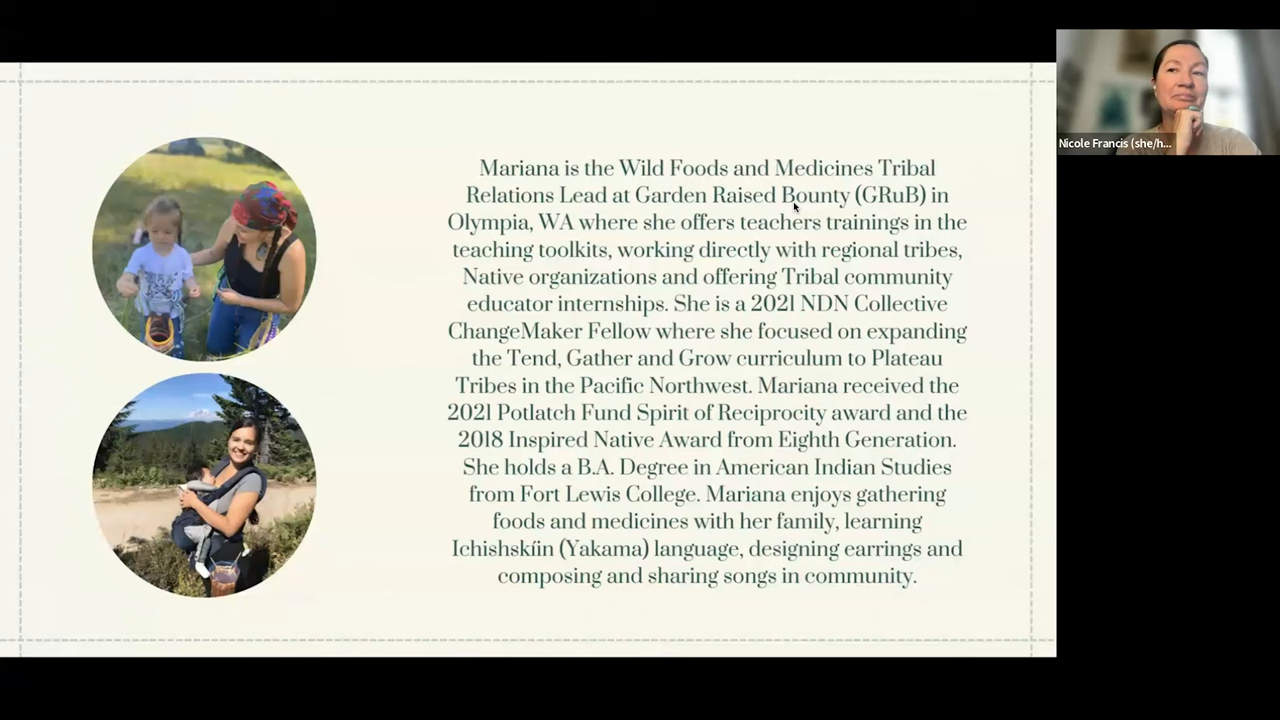 Mariana is the Wild Foods and Medicines Tribal
Relations Lead at Garden Raised Bounty (GRuB) in
Olympia, WA where she offers teachers trainings in the
teaching toolkits, working directly with regional tribes,
Native organizations and offering Tribal community
educator internships. She is a 2021 NDN Collective
ChangeMaker Fellow where she focused on expanding
the Tend, Gather and Grow curriculum to Plateau
Tribes in the Pacific Northwest. Mariana received the
2021 Potlatch Fund Spirit of Reciprocity award and the
2018 Inspired Native Award from Eighth Generation.
She holds a B.A. Degree in American Indian Studies
from Fort Lewis College. Mariana enjoys gathering
foods and medicines with her family, learning
Ichishskíin (Yakama) language, designing earrings and
composing and sharing songs in community.
Nicole Francis (she/h...